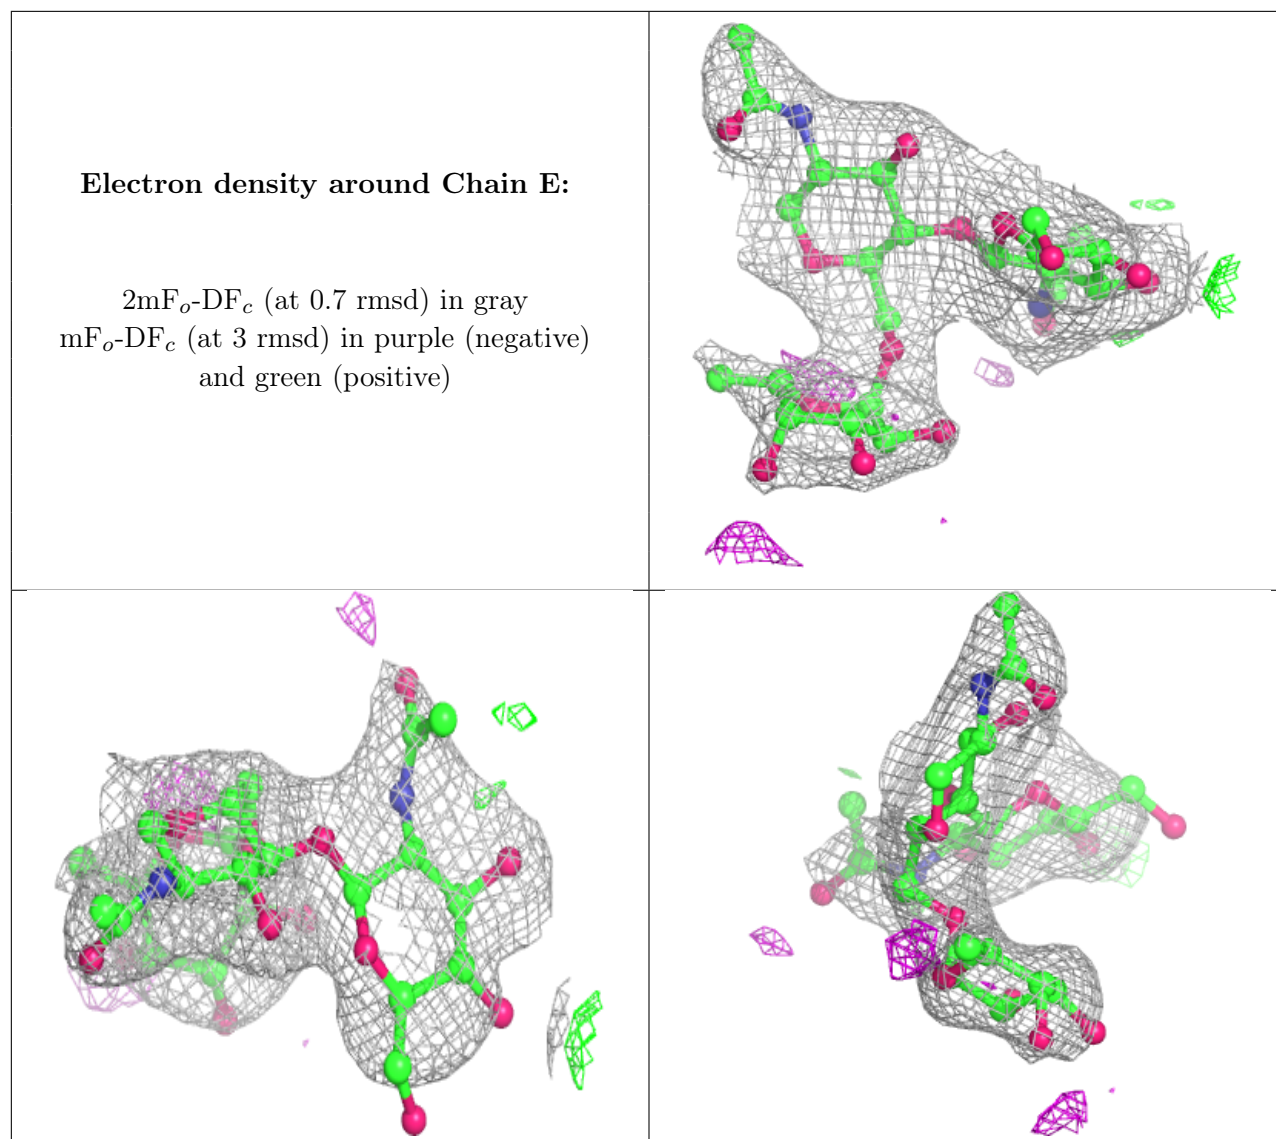 Electron density around Chain E:
2mFo-DFc (at 0.7 rmsd) in gray
mFo-DFc (at 3 rmsd) in purple (negative)
and green (positive)